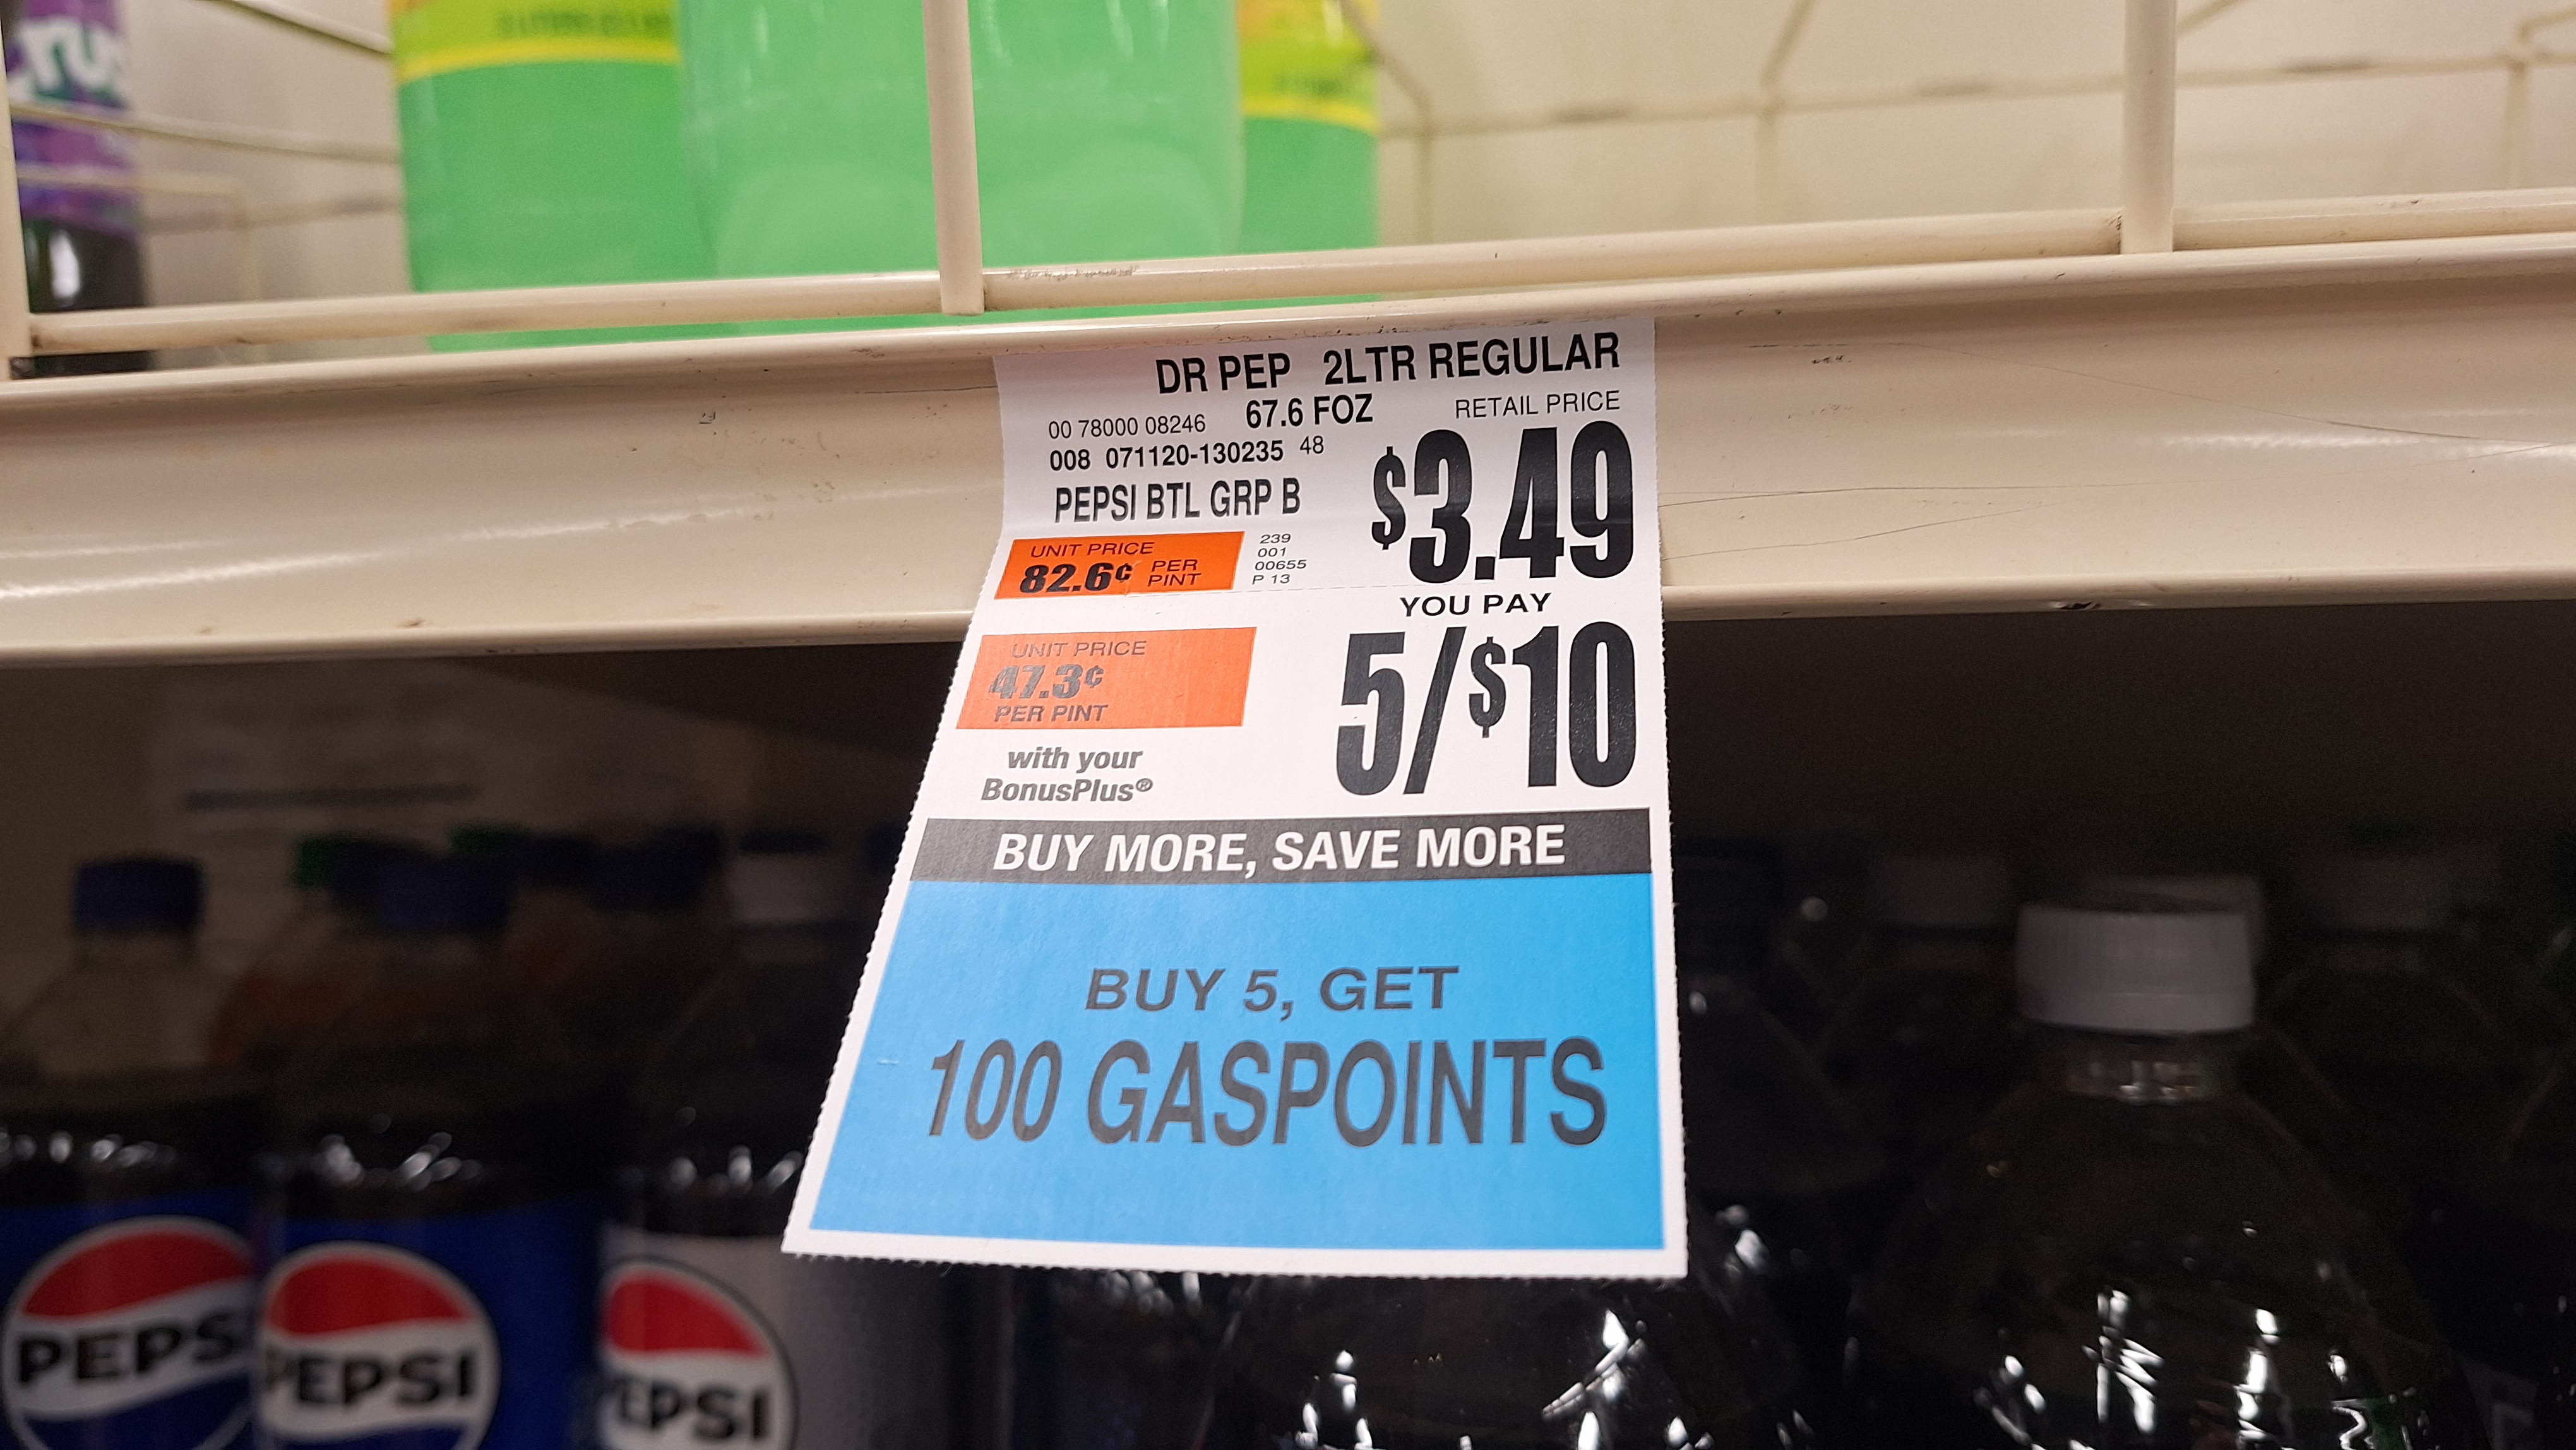 DR PEP 2LTR REGULAR
00 78000 08246 67.6 FOZ RETAIL PRICE
008 071120-130235 48
$3.49
PEPSI BTL GRP B
UNIT PRICE
82.6¢ PER PINT
239
001
00655
P 13
YOU PAY
5/$10
UNIT PRICE
47.3¢
PER PINT
with your
BonusPlus®
BUY MORE, SAVE MORE
BUY 5, GET
100 GASPOINTS
PEPSI
PEPSI
PEPSI